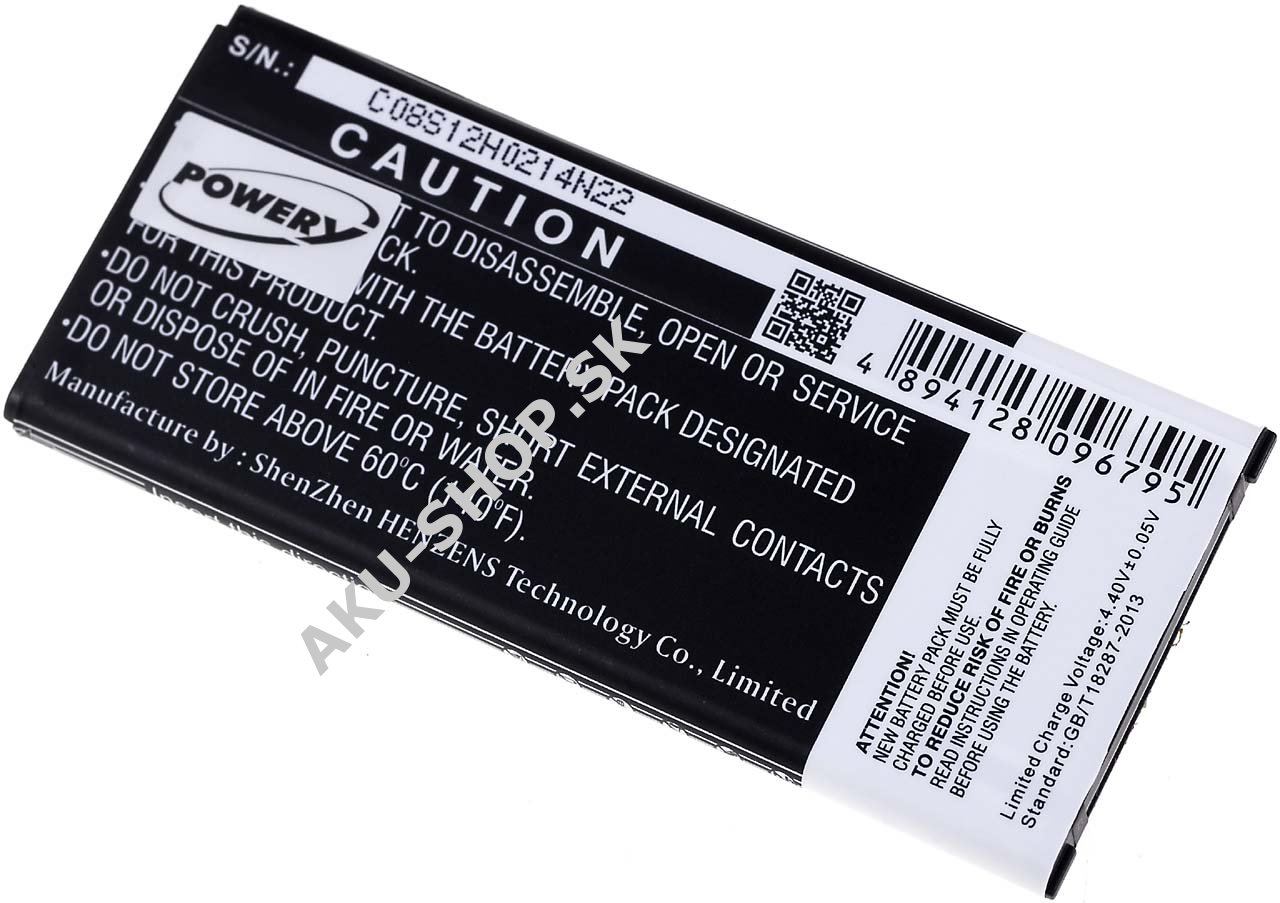 S/N.:
C08S12H0214N22
CAUTION
POWERY
T TO DISASSEMBLE, OPEN OR SERVICE
CK.
WITH THE BATTERY PACK DESIGNATED
FOR THIS PRODUCT.
•DO NOT CRUSH, PUNCTURE, SHORT EXTERNAL CONTACTS
OR DISPOSE OF IN FIRE OR WATER.
•DO NOT STORE ABOVE 60°C (140°F).
Manufacture by : ShenZhen HENZENS Technology Co., Limited
4 894128 096795
ATTENTION!
NEW BATTERY PACK MUST BE FULLY
CHARGED BEFORE USE.
TO REDUCE RISK OF FIRE OR BURNS
READ INSTRUCTIONS IN OPERATING GUIDE
BEFORE USING THE BATTERY.
Limited Charge Voltage:4.40V±0.05V
Standard:GB/T18287-2013
AKU-SHOP.SK